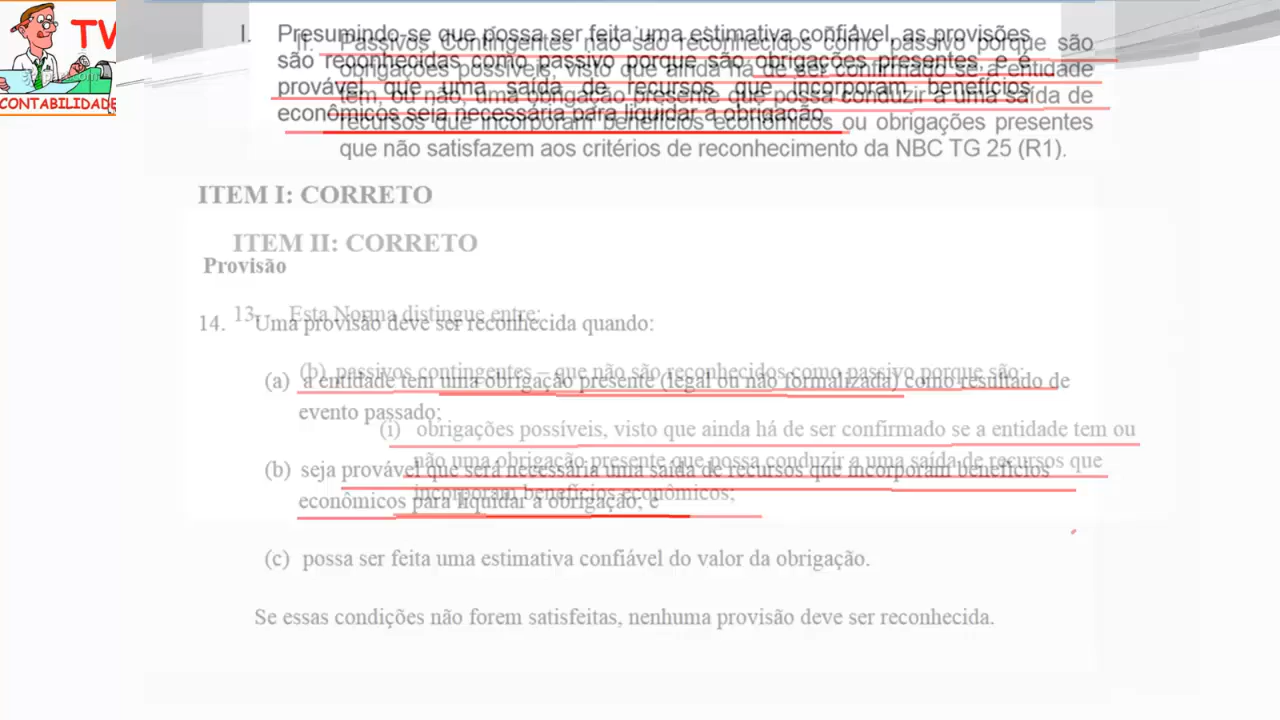 TV
CONTABILIDADE
I. Presumindo-se que possa ser feita uma estimativa confiável, as provisões
são reconhecidas como passivo porque são obrigações presentes e é
provável que uma saída de recursos que incorporam benefícios
econômicos seja necessária para liquidar a obrigação.
II. Passivos Contingentes não são reconhecidos como passivo porque são
obrigações possíveis, visto que ainda há de ser confirmado se a entidade
tem, ou não, uma obrigação presente que possa conduzir a uma saída de
recursos que incorporam benefícios econômicos ou obrigações presentes
que não satisfazem aos critérios de reconhecimento da NBC TG 25 (R1).
ITEM I: CORRETO
ITEM II: CORRETO
Provisão
13. Esta Norma distingue entre:
14. Uma provisão deve ser reconhecida quando:
(b) passivos contingentes – que não são reconhecidos como passivo porque são:
(a) a entidade tem uma obrigação presente (legal ou não formalizada) como resultado de
evento passado;
(i) obrigações possíveis, visto que ainda há de ser confirmado se a entidade tem ou
não uma obrigação presente que possa conduzir a uma saída de recursos que
incorporam benefícios econômicos;
(b) seja provável que será necessária uma saída de recursos que incorporam benefícios
econômicos para liquidar a obrigação; e
(c) possa ser feita uma estimativa confiável do valor da obrigação.
Se essas condições não forem satisfeitas, nenhuma provisão deve ser reconhecida.